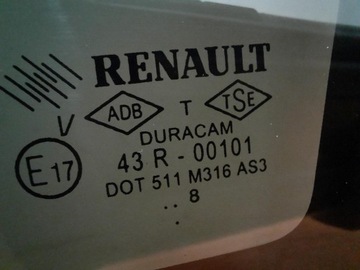 RENAULT
ADB T TSE
V
DURACAM
E17 43 R - 00101
DOT 511 M316 AS3
.. 8
.